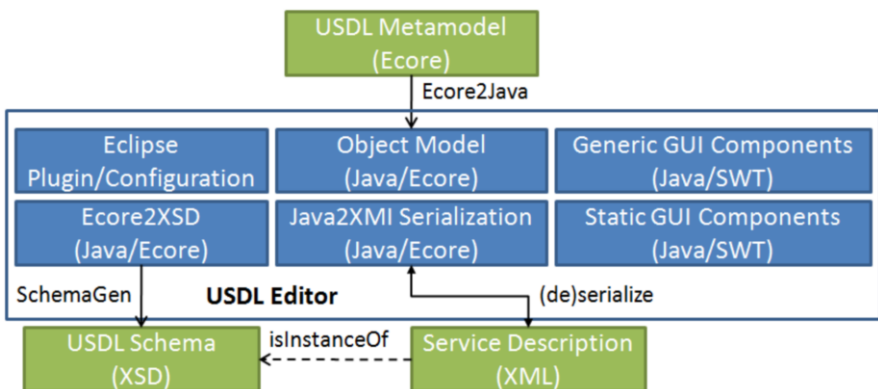 USDL Metamodel
(Ecore)
Ecore2Java
Eclipse
Plugin/Configuration
Object Model
(Java/Ecore)
Generic GUI Components
(Java/SWT)
Ecore2XSD
(Java/Ecore)
Java2XMI Serialization
(Java/Ecore)
Static GUI Components
(Java/SWT)
SchemaGen
USDL Editor
(de)serialize
USDL Schema
(XSD)
isInstanceOf
Service Description
(XML)